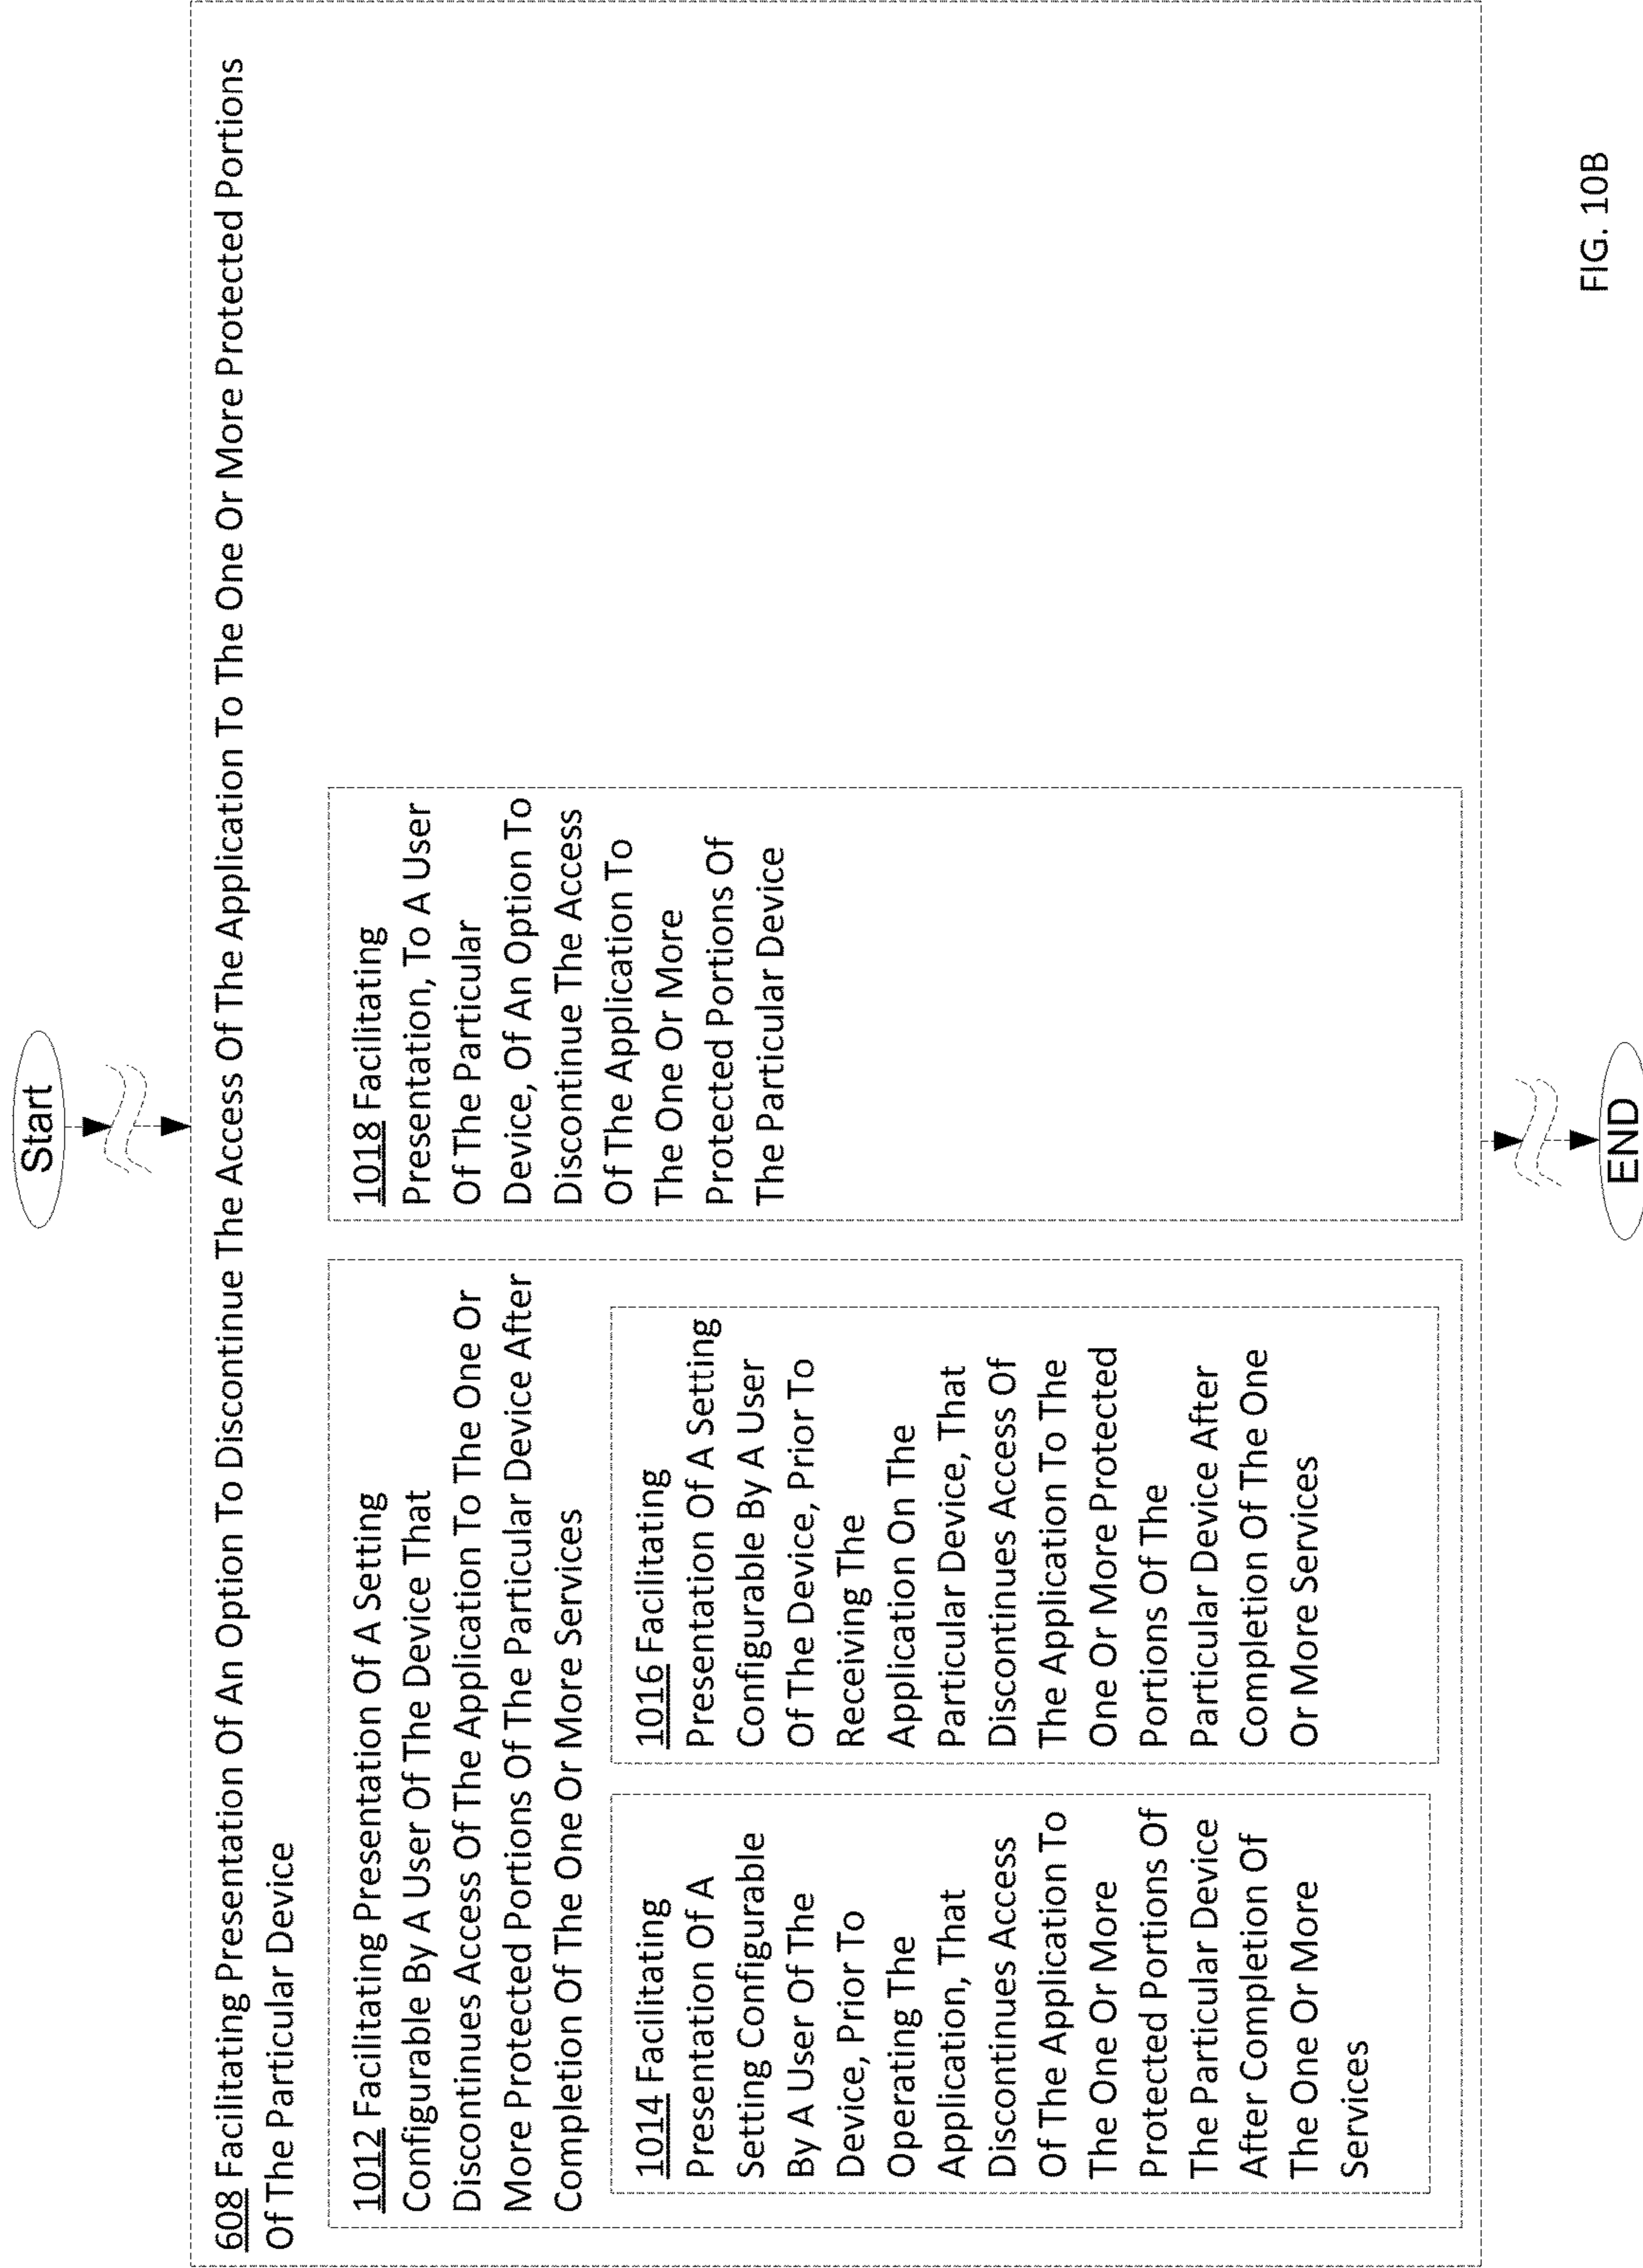 Start
608 Facilitating Presentation Of An Option To Discontinue The Access Of The Application To The One Or More Protected Portions
Of The Particular Device
1012 Facilitating Presentation Of A Setting
Configurable By A User Of The Device That
Discontinues Access Of The Application To The One Or
More Protected Portions Of The Particular Device After
Completion Of The One Or More Services
1014 Facilitating
Presentation Of A
Setting Configurable
By A User Of The
Device, Prior To
Operating The
Application, That
Discontinues Access
Of The Application To
The One Or More
Protected Portions Of
The Particular Device
After Completion Of
The One Or More
Services
1016 Facilitating
Presentation Of A Setting
Configurable By A User
Of The Device, Prior To
Receiving The
Application On The
Particular Device, That
Discontinues Access Of
The Application To The
One Or More Protected
Portions Of The
Particular Device After
Completion Of The One
Or More Services
1018 Facilitating
Presentation, To A User
Of The Particular
Device, Of An Option To
Discontinue The Access
Of The Application To
The One Or More
Protected Portions Of
The Particular Device
END
FIG. 10B